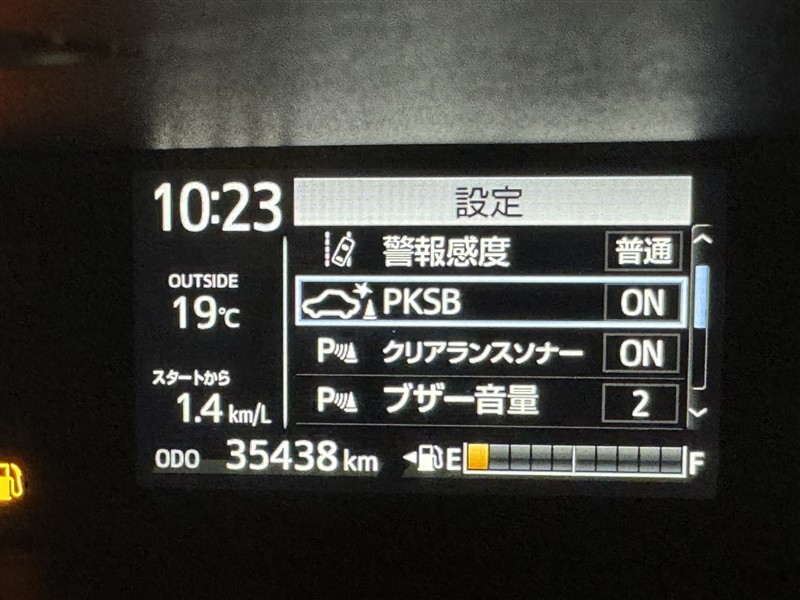 10:23
設定
警報感度 普通
OUTSIDE
19℃
PKSB ON
P クリアランスソナー ON
スタートから
1.4 km/L
P ブザー音量 2
ODO 35438 km
E F